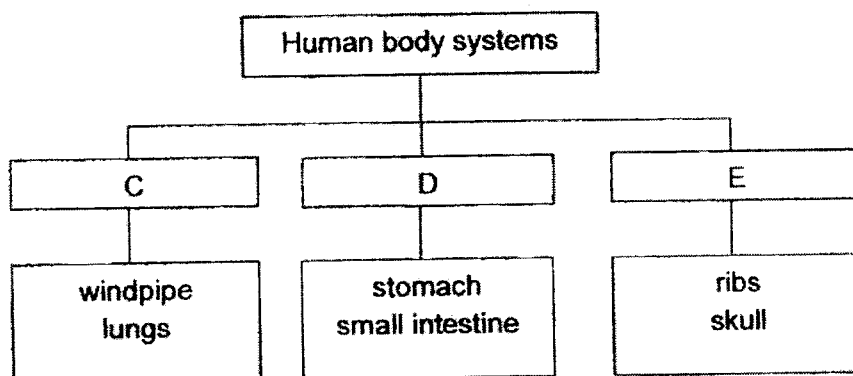 Human body systems
C
D
E
windpipe
lungs
stomach
small intestine
ribs
skull